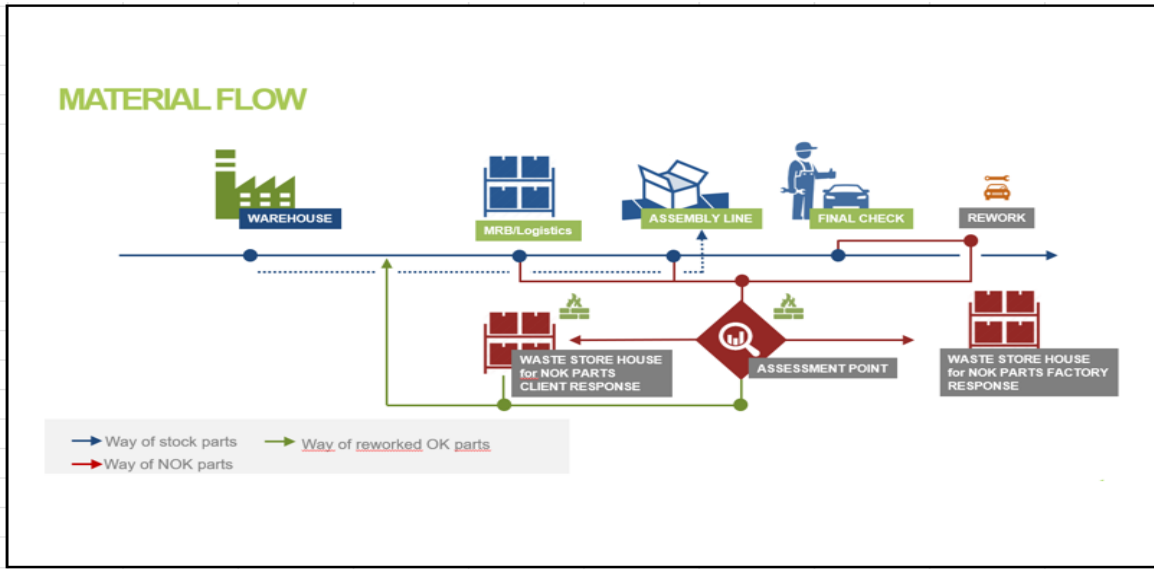 MATERIAL FLOW
WAREHOUSE
MRB/Logistics
ASSEMBLY LINE
FINAL CHECK
REWORK
WASTE STORE HOUSE
for NOK PARTS
CLIENT RESPONSE
ASSESSMENT POINT
WASTE STORE HOUSE
for NOK PARTS FACTORY
RESPONSE
Way of stock parts
Way of reworked OK parts
Way of NOK parts